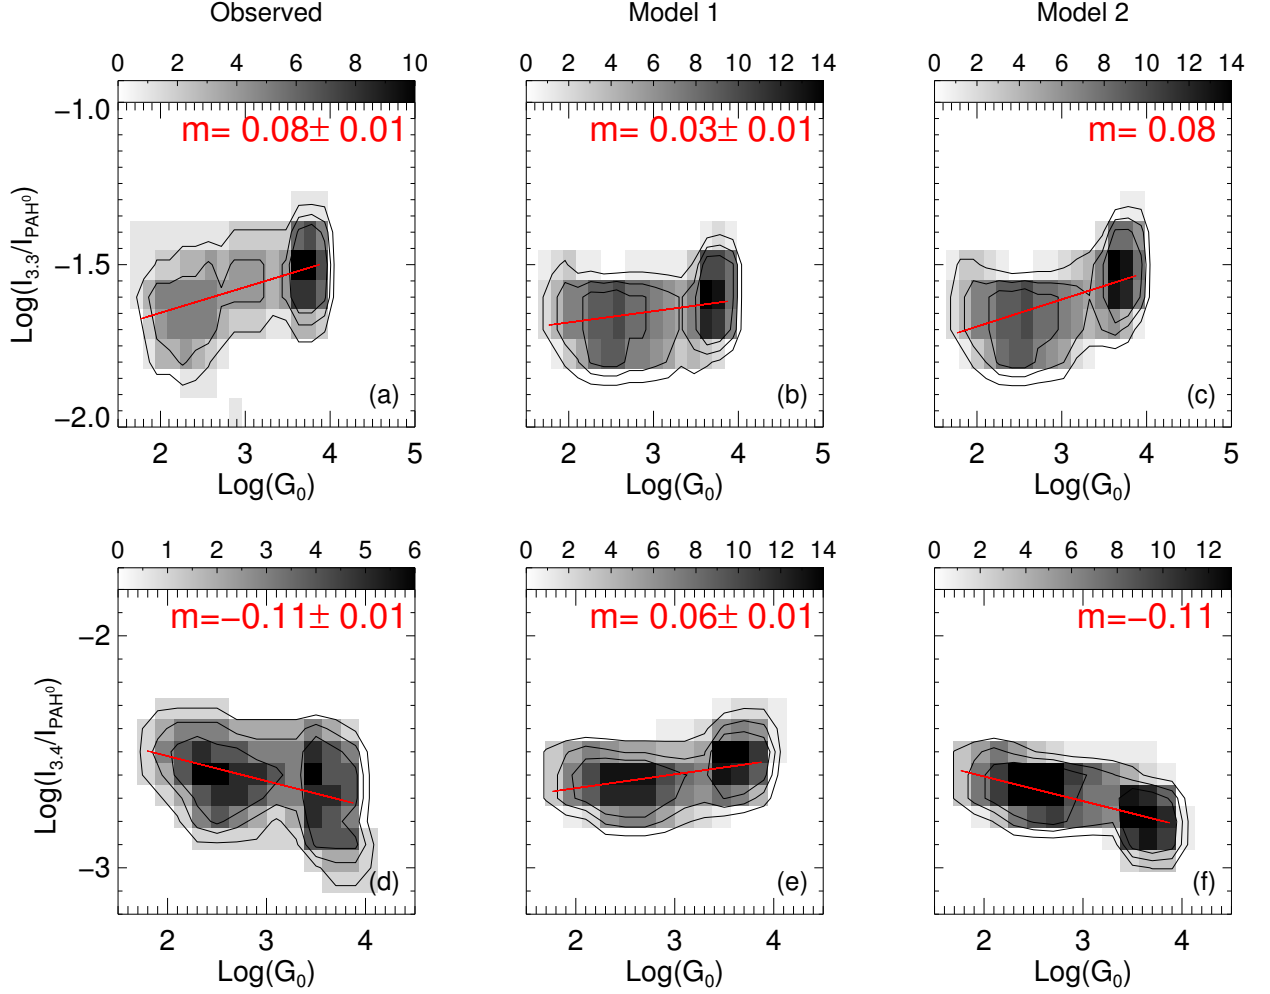 Observed Model 1 Model 2
0 2 4 6 8 10 0 2 4 6 8 10 12 14 0 2 4 6 8 10 12 14
−1.0
m= 0.08± 0.01 m= 0.03± 0.01 m= 0.08
Log(I3.3/IPAH0)
−1.5
(a) (b) (c)
−2.0
2 3 4 5 2 3 4 5 2 3 4 5
Log(G0) Log(G0) Log(G0)
0 1 2 3 4 5 6 0 2 4 6 8 10 12 14 0 2 4 6 8 10 12
m=−0.11± 0.01 m= 0.06± 0.01 m=−0.11
−2
Log(I3.4/IPAH0)
−3
(d) (e) (f)
2 3 4 2 3 4 2 3 4
Log(G0) Log(G0) Log(G0)